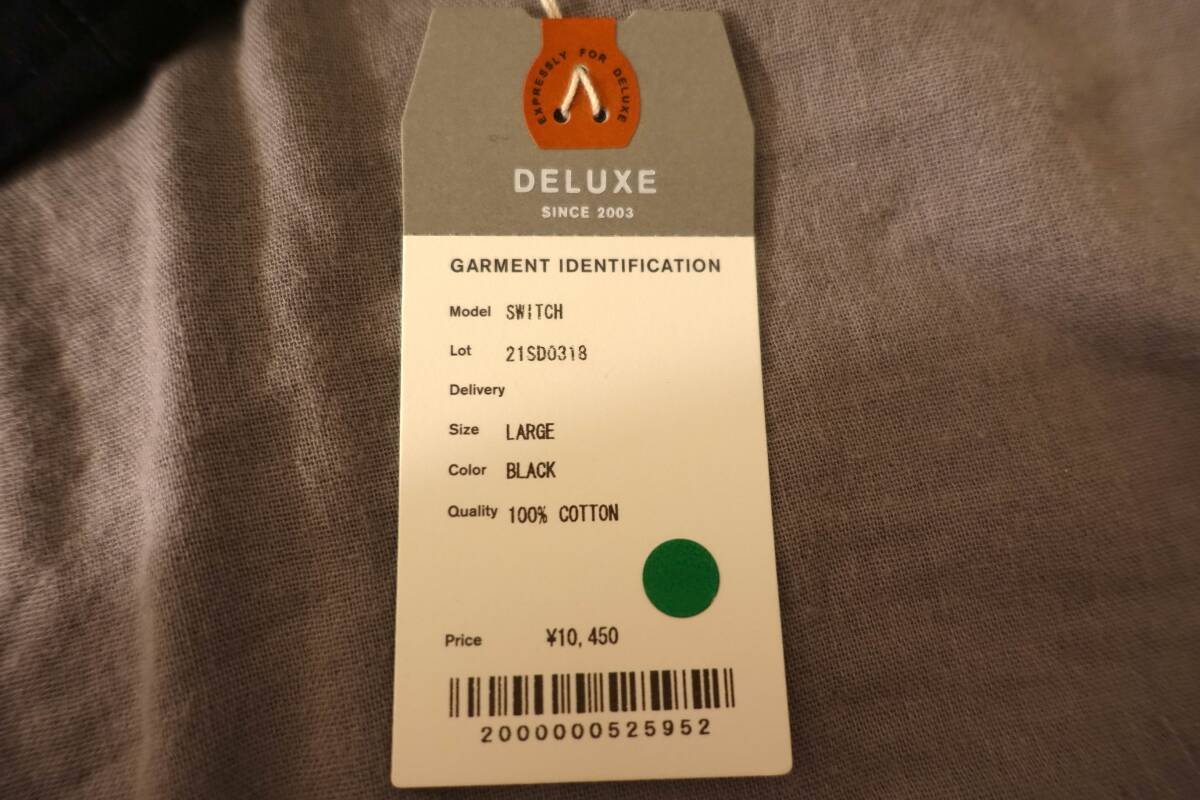 EXPRESSLY FOR DELUXE
DELUXE
SINCE 2003
GARMENT IDENTIFICATION
Model SWITCH
Lot 21SD0318
Delivery
Size LARGE
Color BLACK
Quality 100% COTTON
Price ¥10,450
2000000525952